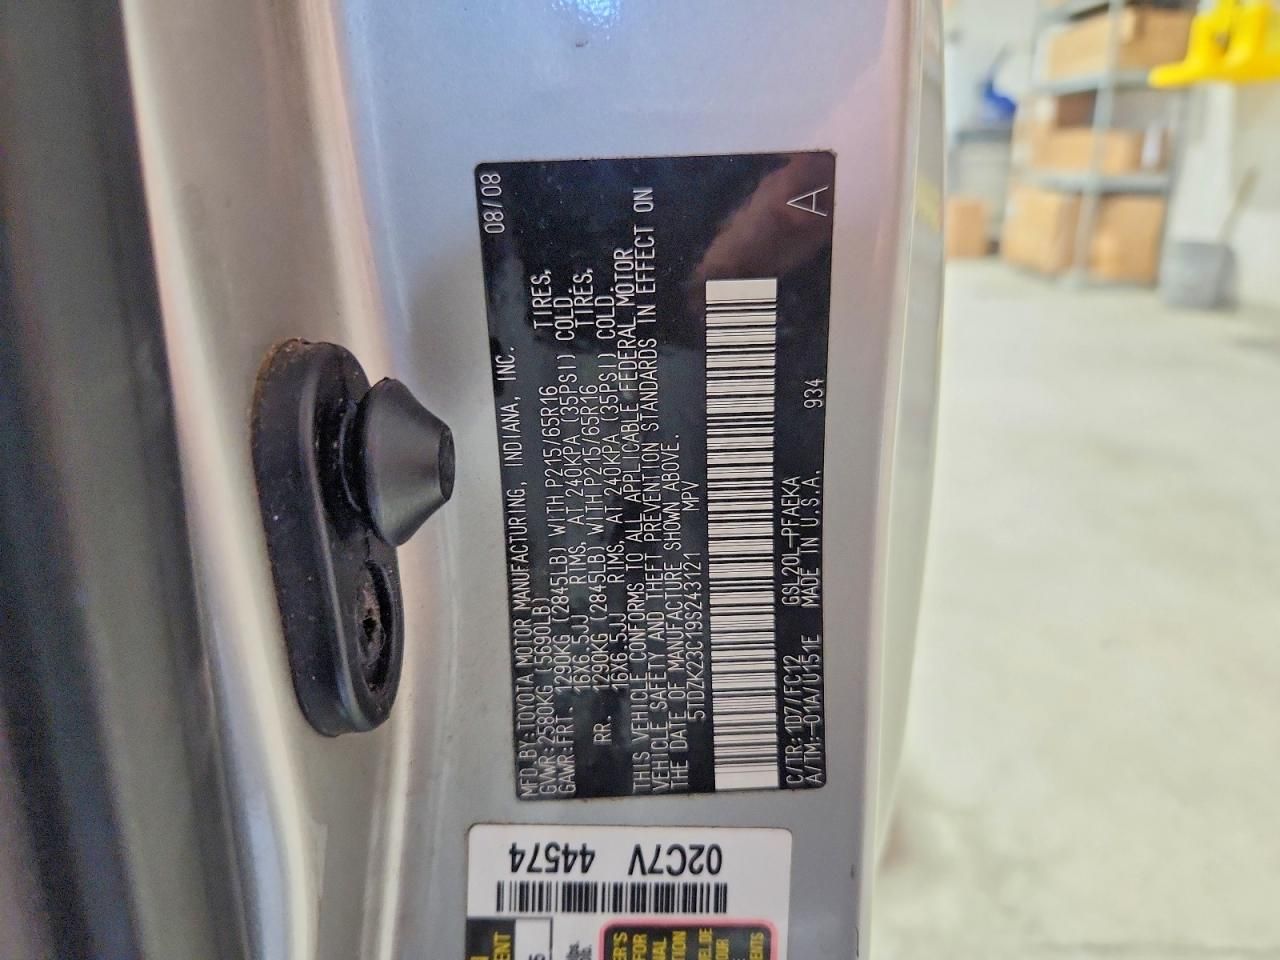 MFD.BY:TOYOTA MOTOR MANUFACTURING, INDIANA, INC. 08/08
GVWR:2580KG (5690LB)
GAWR:FRT. 1290KG (2845LB) WITH P215/65R16 TIRES,
16X6.5JJ RIMS, AT 240KPA (35PSI) COLD.
RR. 1290KG (2845LB) WITH P215/65R16 TIRES,
16X6.5JJ RIMS, AT 240KPA (35PSI) COLD.
THIS VEHICLE CONFORMS TO ALL APPLICABLE FEDERAL MOTOR
VEHICLE SAFETY AND THEFT PREVENTION STANDARDS IN EFFECT ON
THE DATE OF MANUFACTURE SHOWN ABOVE.
5TDZK23C19S243121 MPV
C/TR:1D7/FC12 GSL20L-PFAEKA
A/TM:-01A/U151E MADE IN U.S.A. 934 A
02C7V
44574